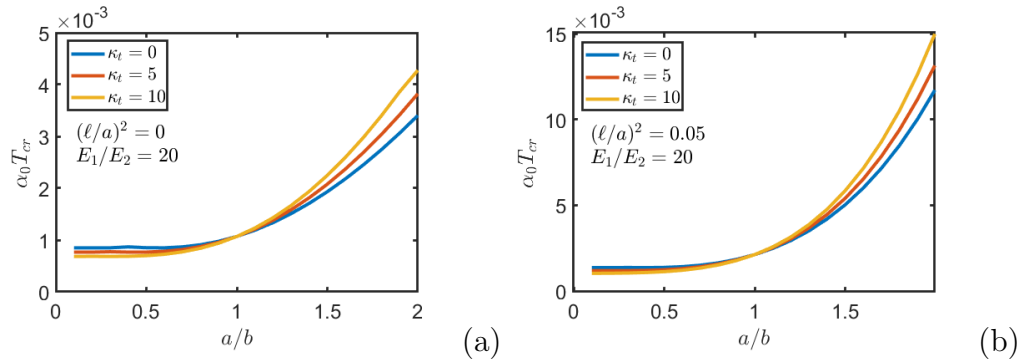 ×10⁻³
5
4
3
2
1
0
α₀T_cr
κₜ = 0
κₜ = 5
κₜ = 10
(ℓ/a)² = 0
E₁/E₂ = 20
0 0.5 1 1.5 2
a/b
(a)
×10⁻³
15
10
5
0
α₀T_cr
κₜ = 0
κₜ = 5
κₜ = 10
(ℓ/a)² = 0.05
E₁/E₂ = 20
0 0.5 1 1.5
a/b
(b)